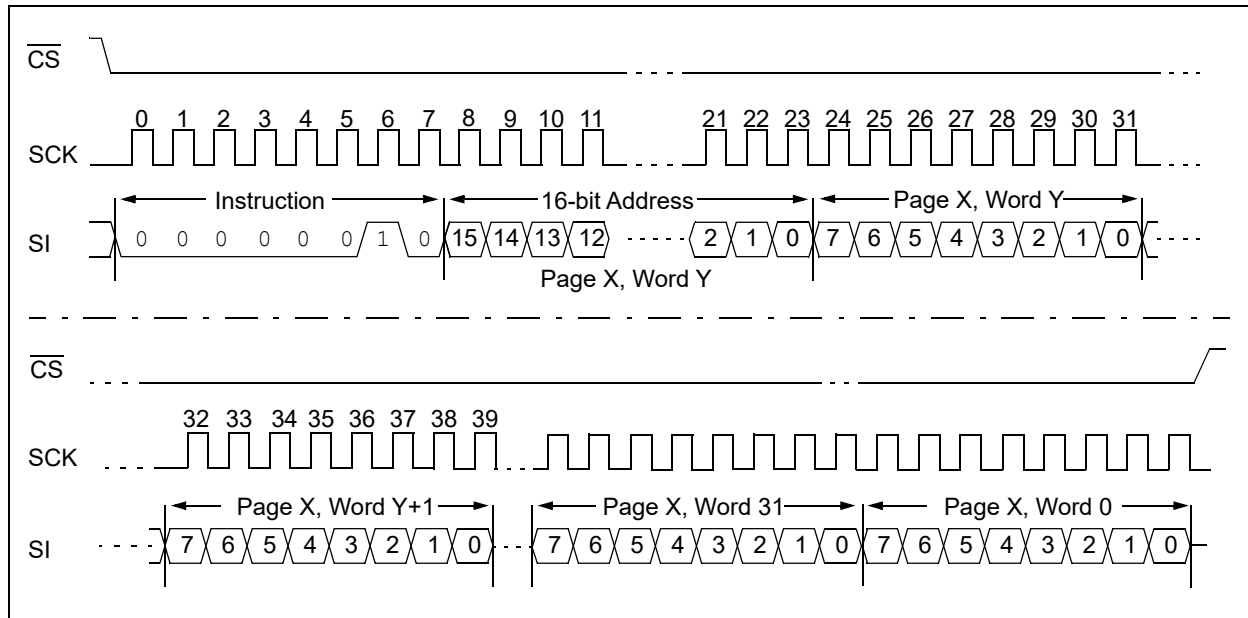 CS
0 1 2 3 4 5 6 7 8 9 10 11 21 22 23 24 25 26 27 28 29 30 31
SCK
Instruction 16-bit Address Page X, Word Y
SI 0 0 0 0 0 0 1 0 15 14 13 12 2 1 0 7 6 5 4 3 2 1 0
Page X, Word Y
CS
32 33 34 35 36 37 38 39
SCK
Page X, Word Y+1 Page X, Word 31 Page X, Word 0
SI 7 6 5 4 3 2 1 0 7 6 5 4 3 2 1 0 7 6 5 4 3 2 1 0